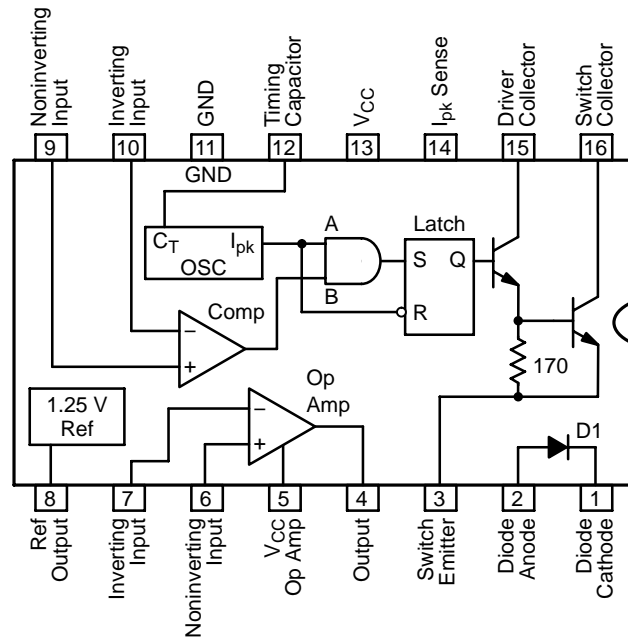 Noninverting
Input
Inverting
Input
GND
Timing
Capacitor
VCC
Ipk Sense
Driver
Collector
Switch
Collector
9
10
11
12
13
14
15
16
GND
CT
Ipk
OSC
A
B
Latch
S
Q
R
Comp
−
+
170
1.25 V
Ref
Op
Amp
−
+
D1
8
7
6
5
4
3
2
1
Ref
Output
Inverting
Input
Noninverting
Input
VCC
Op Amp
Output
Switch
Emitter
Diode
Anode
Diode
Cathode